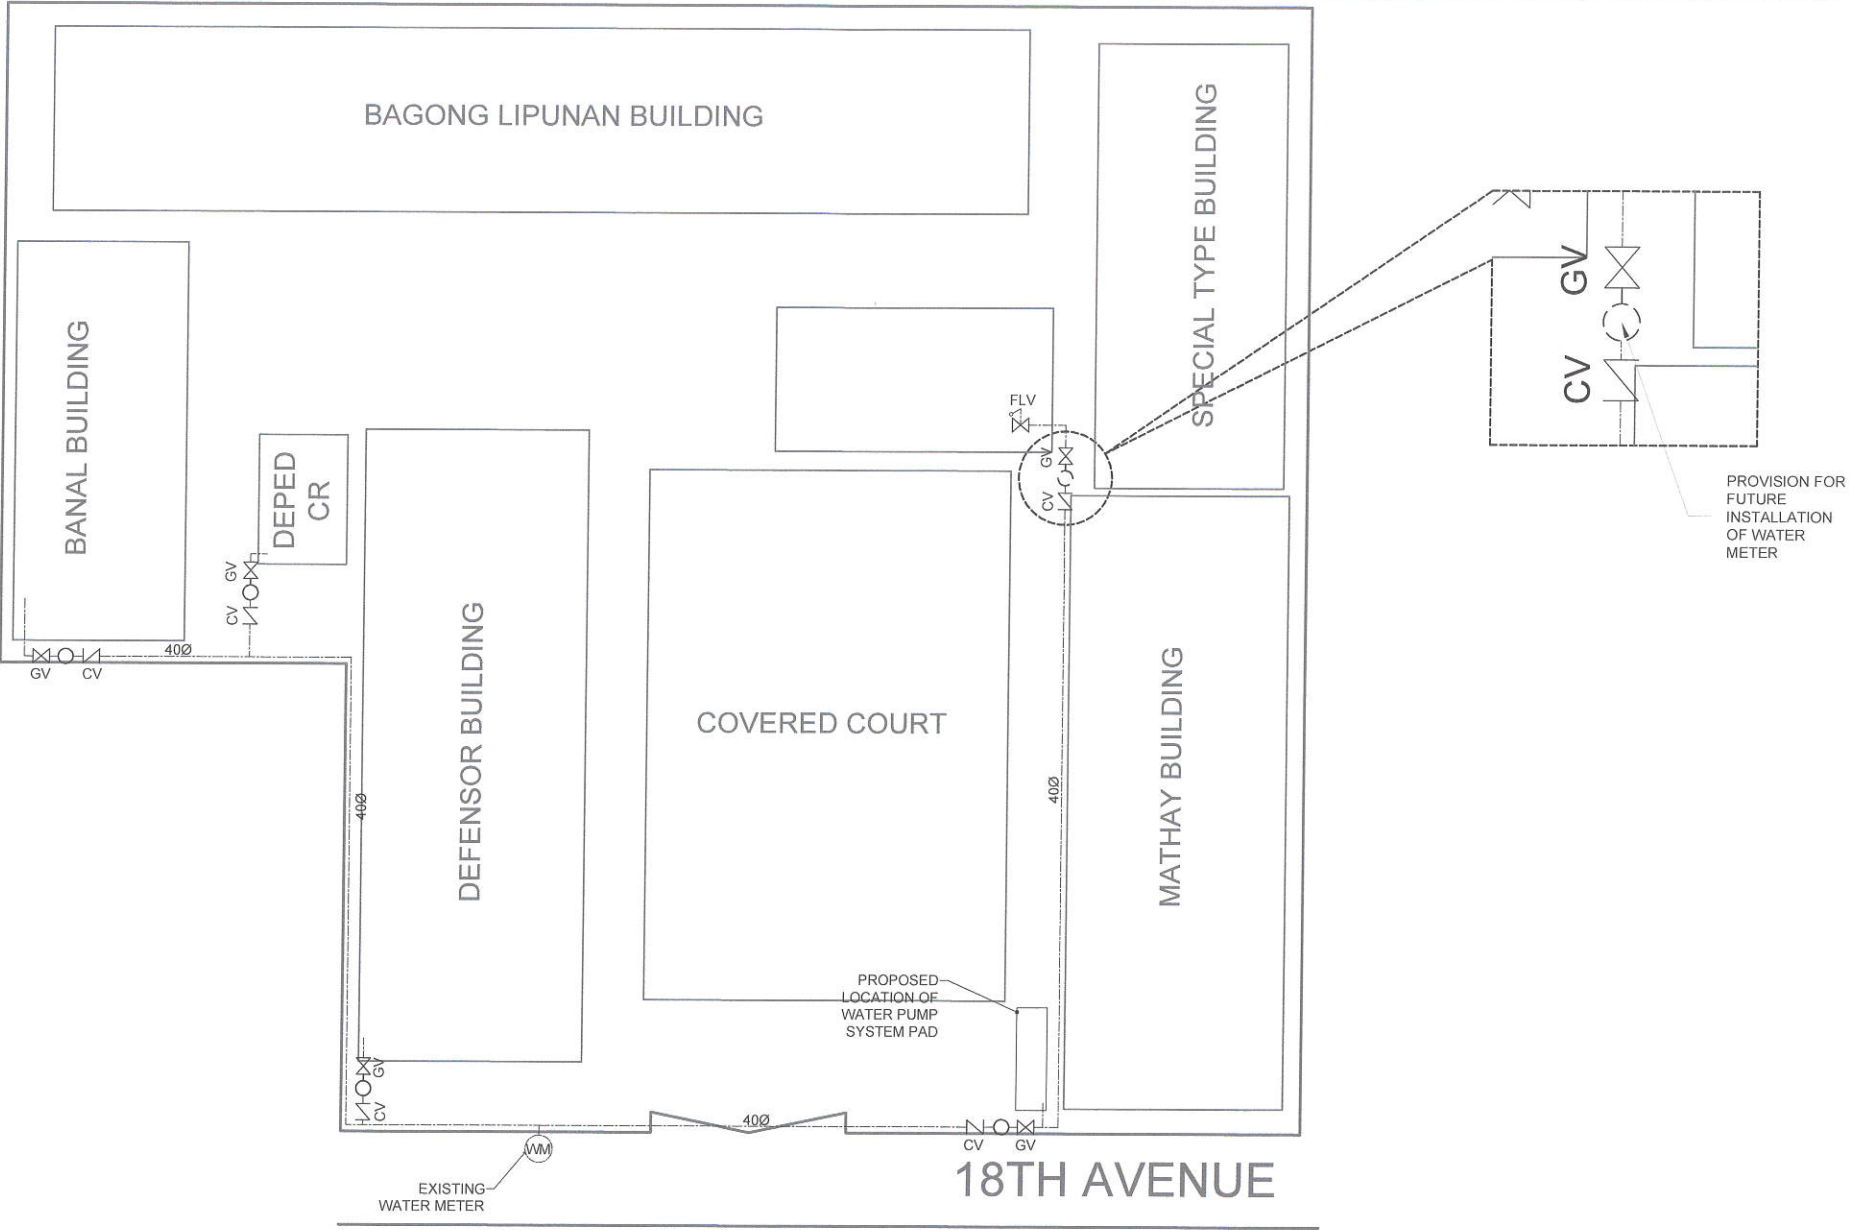 BAGONG LIPUNAN BUILDING
SPECIAL TYPE BUILDING
BANAL BUILDING
DEPED
CR
GV
CV
GV
CV
40Ø
DEFENSOR BUILDING
40Ø
GV
CV
COVERED COURT
FLV
GV
CV
40Ø
MATHAY BUILDING
GV
CV
PROVISION FOR
FUTURE
INSTALLATION
OF WATER
METER
PROPOSED
LOCATION OF
WATER PUMP
SYSTEM PAD
40Ø
CV
GV
WM
EXISTING
WATER METER
18TH AVENUE